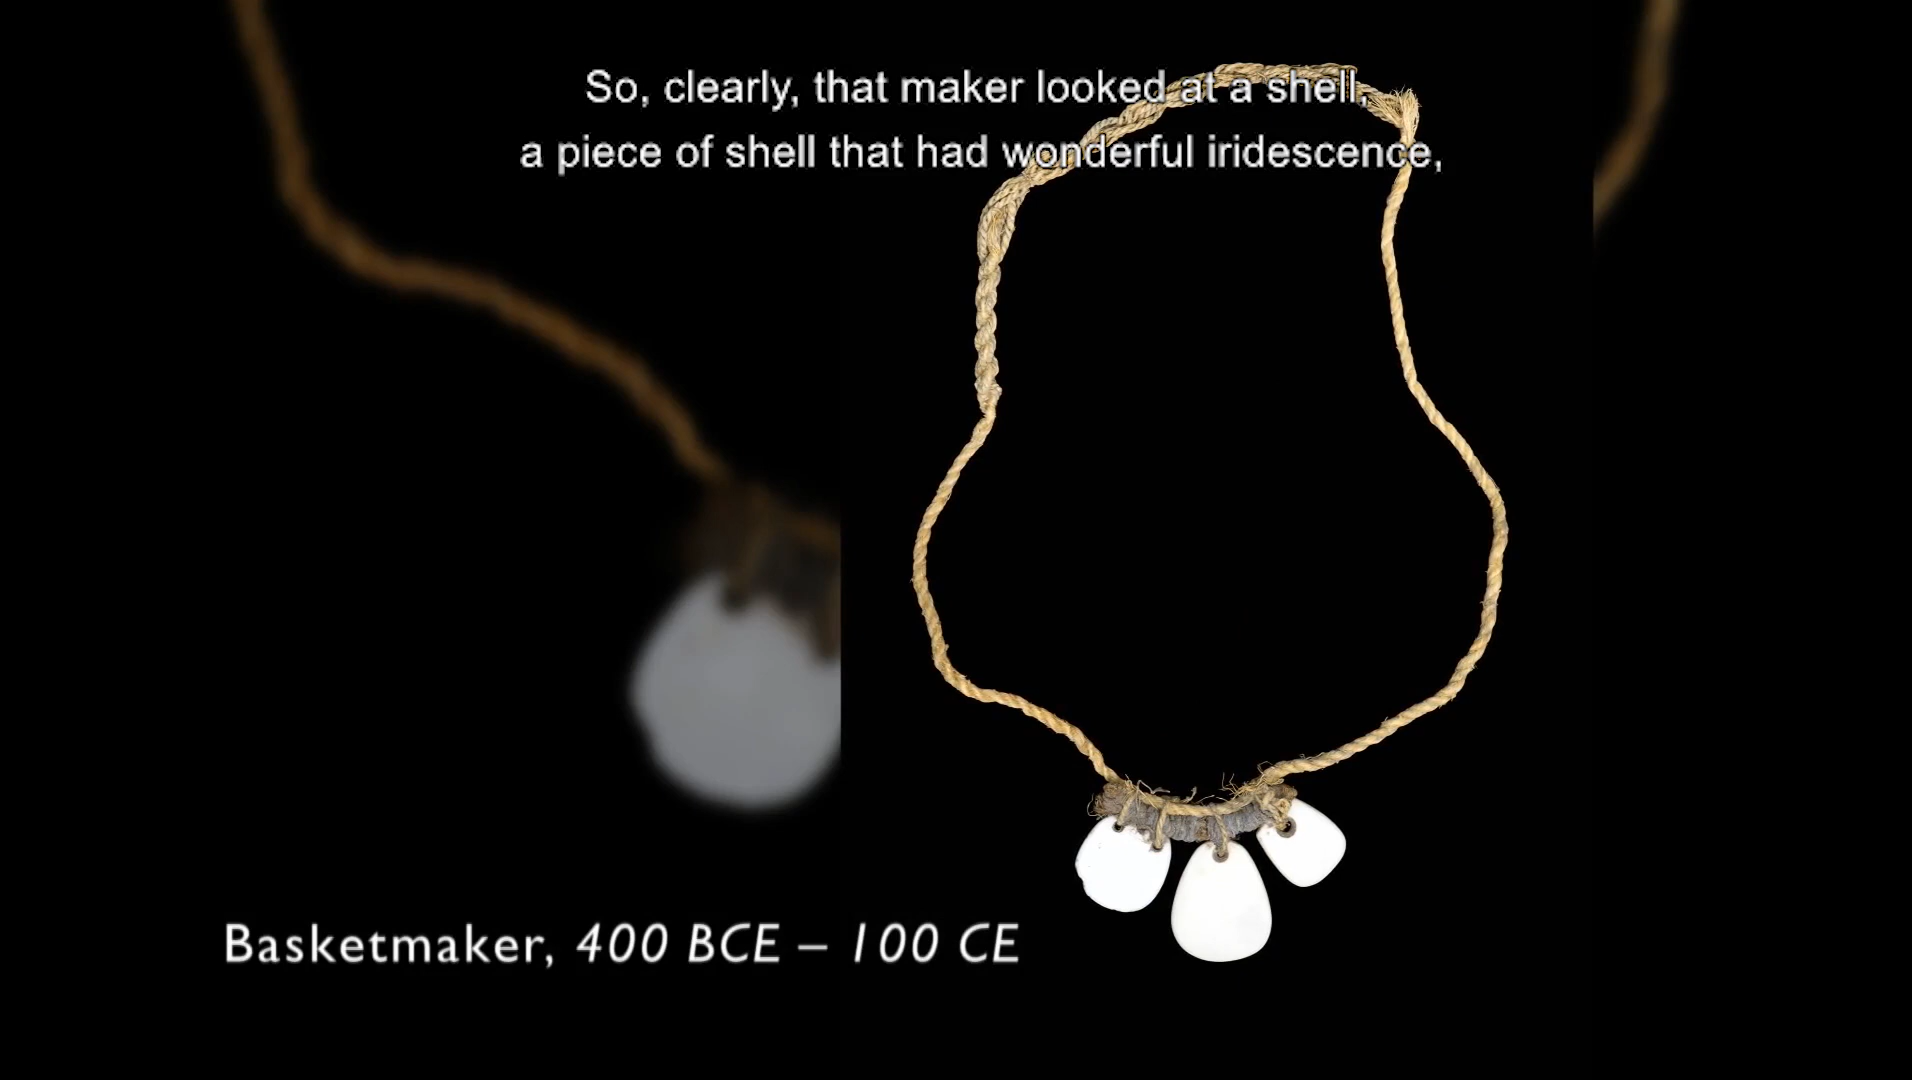 So, clearly, that maker looked at a shell,
a piece of shell that had wonderful iridescence,
Basketmaker, 400 BCE – 100 CE